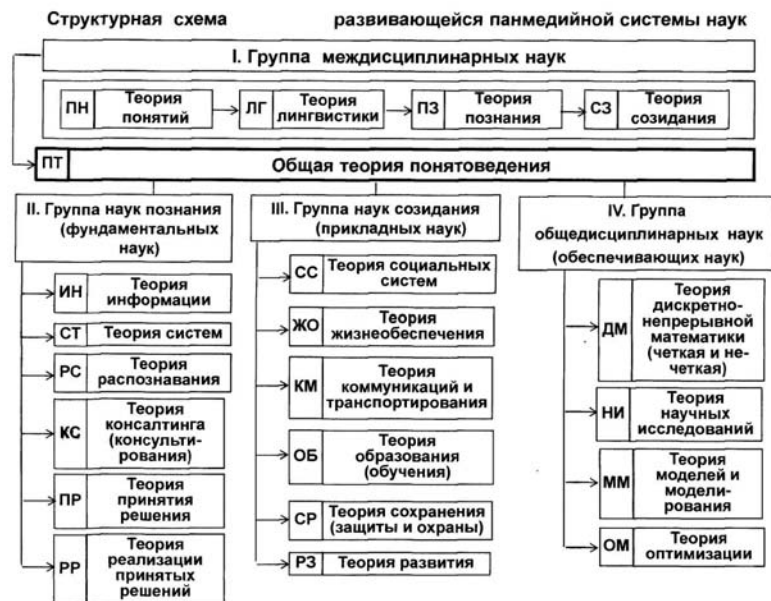 Структурная схема развивающейся панмедийной системы наук
I. Группа междисциплинарных наук
ПН
Теория
понятий
ЛГ
Теория
лингвистики
ПЗ
Теория
познания
СЗ
Теория
созидания
ПТ
Общая теория понятоведения
II. Группа наук познания
(фундаментальных
наук)
ИН
Теория
информации
СТ
Теория систем
РС
Теория
распознавания
КС
Теория
консалтинга
(консульти-
рования)
ПР
Теория
принятия
решения
РР
Теория
реализации
принятых
решений
III. Группа наук созидания
(прикладных наук)
СС
Теория социальных
систем
ЖО
Теория
жизнеобеспечения
КМ
Теория
коммуникаций и
транспортирования
ОБ
Теория
образования
(обучения)
СР
Теория сохранения
(защиты и охраны)
РЗ
Теория развития
IV. Группа
общедисциплинарных наук
(обеспечивающих наук)
ДМ
Теория
дискретно-
непрерывной
математики
(четкая и не-
четкая)
НИ
Теория
научных
исследований
ММ
Теория
моделей и
модели-
рования
ОМ
Теория
оптимизации